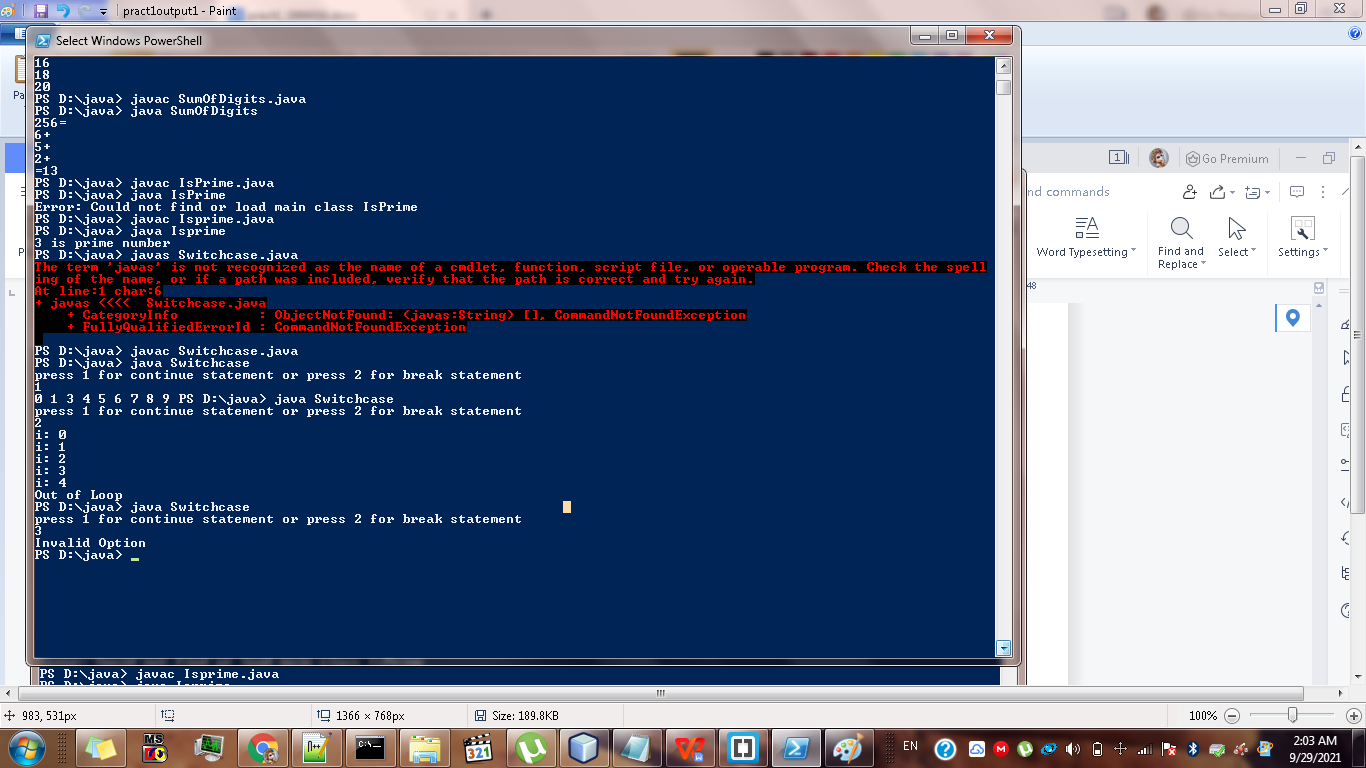 pract1output1 - Paint
Select Windows PowerShell
16
18
20
PS D:\java> javac SumOfDigits.java
PS D:\java> java SumOfDigits
256=
6+
5+
2+
=13
PS D:\java> javac IsPrime.java
PS D:\java> java IsPrime
Error: Could not find or load main class IsPrime
PS D:\java> javac Isprime.java
PS D:\java> java Isprime
3 is prime number
PS D:\java> javas Switchcase.java
The term 'javas' is not recognized as the name of a cmdlet, function, script file, or operable program. Check the spell
ing of the name, or if a path was included, verify that the path is correct and try again.
At line:1 char:6
+ javas <<<<  Switchcase.java
    + CategoryInfo          : ObjectNotFound: (javas:String) [], CommandNotFoundException
    + FullyQualifiedErrorId : CommandNotFoundException
PS D:\java> javac Switchcase.java
PS D:\java> java Switchcase
press 1 for continue statement or press 2 for break statement
1
0 1 3 4 5 6 7 8 9 PS D:\java> java Switchcase
press 1 for continue statement or press 2 for break statement
2
i: 0
i: 1
i: 2
i: 3
i: 4
Out of Loop
PS D:\java> java Switchcase
press 1 for continue statement or press 2 for break statement
3
Invalid Option
PS D:\java>
PS D:\java> javac Isprime.java
Pa
P
1
Go Premium
nd commands
Word Typesetting
Find and
Replace
Select
Settings
48
983, 531px
1366 × 768px
Size: 189.8KB
100%
MS
321
EN
2:03 AM
9/29/2021